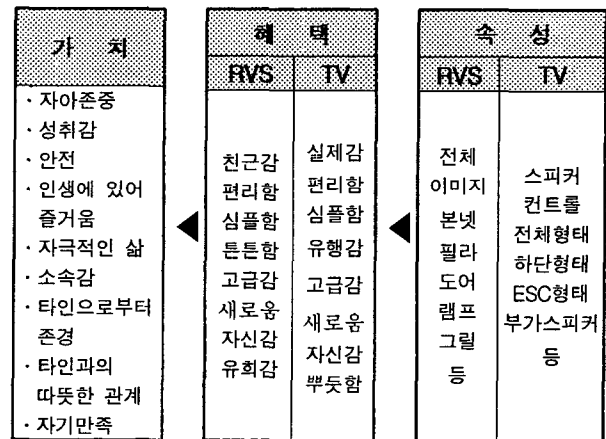 가 치
· 자아존중
· 성취감
· 안전
· 인생에 있어
즐거움
· 자극적인 삶
· 소속감
· 타인으로부터
존경
· 타인과의
따뜻한 관계
· 자기만족
혜 택
RVS
친근감
편리함
심플함
튼튼함
고급감
새로움
자신감
유희감
TV
실제감
편리함
심플함
유행감
고급감
새로움
자신감
뿌듯함
속 성
RVS
전체
이미지
본넷
필라
도어
램프
그릴
등
TV
스피커
컨트롤
전체형태
하단형태
ESC형태
부가스피커
등